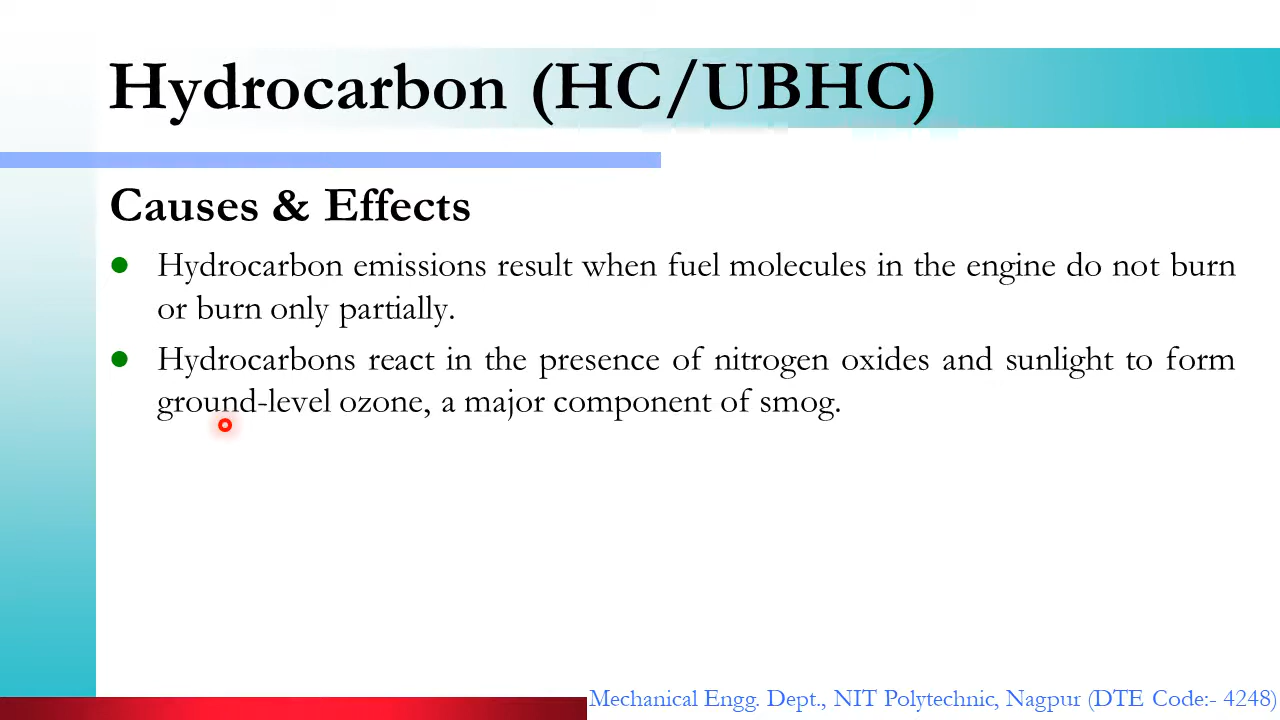 Hydrocarbon (HC/UBHC)
Causes & Effects
Hydrocarbon emissions result when fuel molecules in the engine do not burn
or burn only partially.
Hydrocarbons react in the presence of nitrogen oxides and sunlight to form
ground-level ozone, a major component of smog.
Mechanical Engg. Dept., NIT Polytechnic, Nagpur (DTE Code:- 4248)